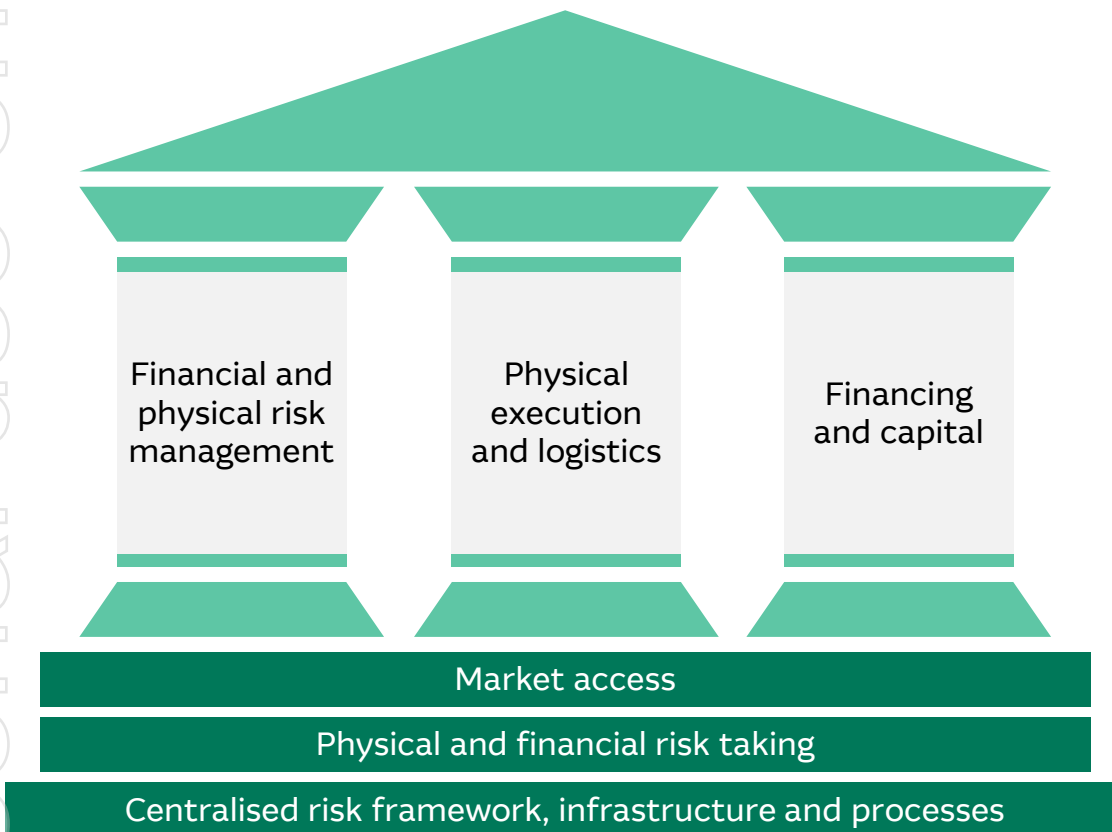 Financial and
physical risk
management
Physical
execution
and logistics
Financing
and capital
Market access
Physical and financial risk taking
Centralised risk framework, infrastructure and processes